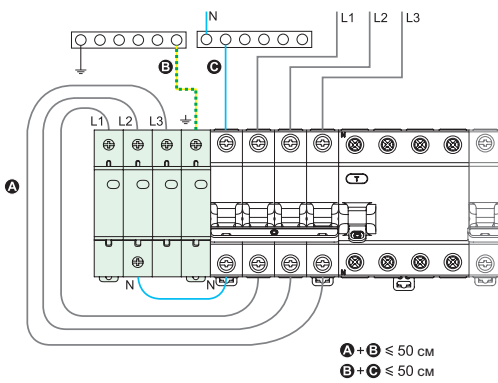 N
L1 L2 L3
B
C
L1 L2 L3
A
N
T
N
N N
A + B ⩽ 50 см
B + C ⩽ 50 см